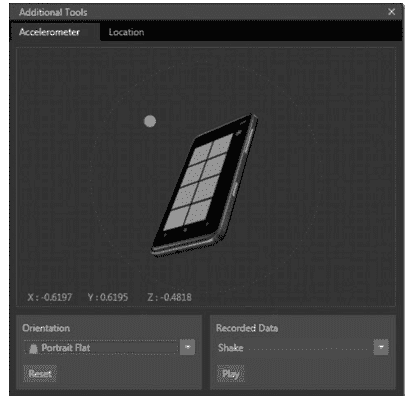 Additional Tools
Accelerometer Location
X : -0.6197 Y : 0.6195 Z : -0.4818
Orientation
Portrait Flat
Reset
Recorded Data
Shake
Play